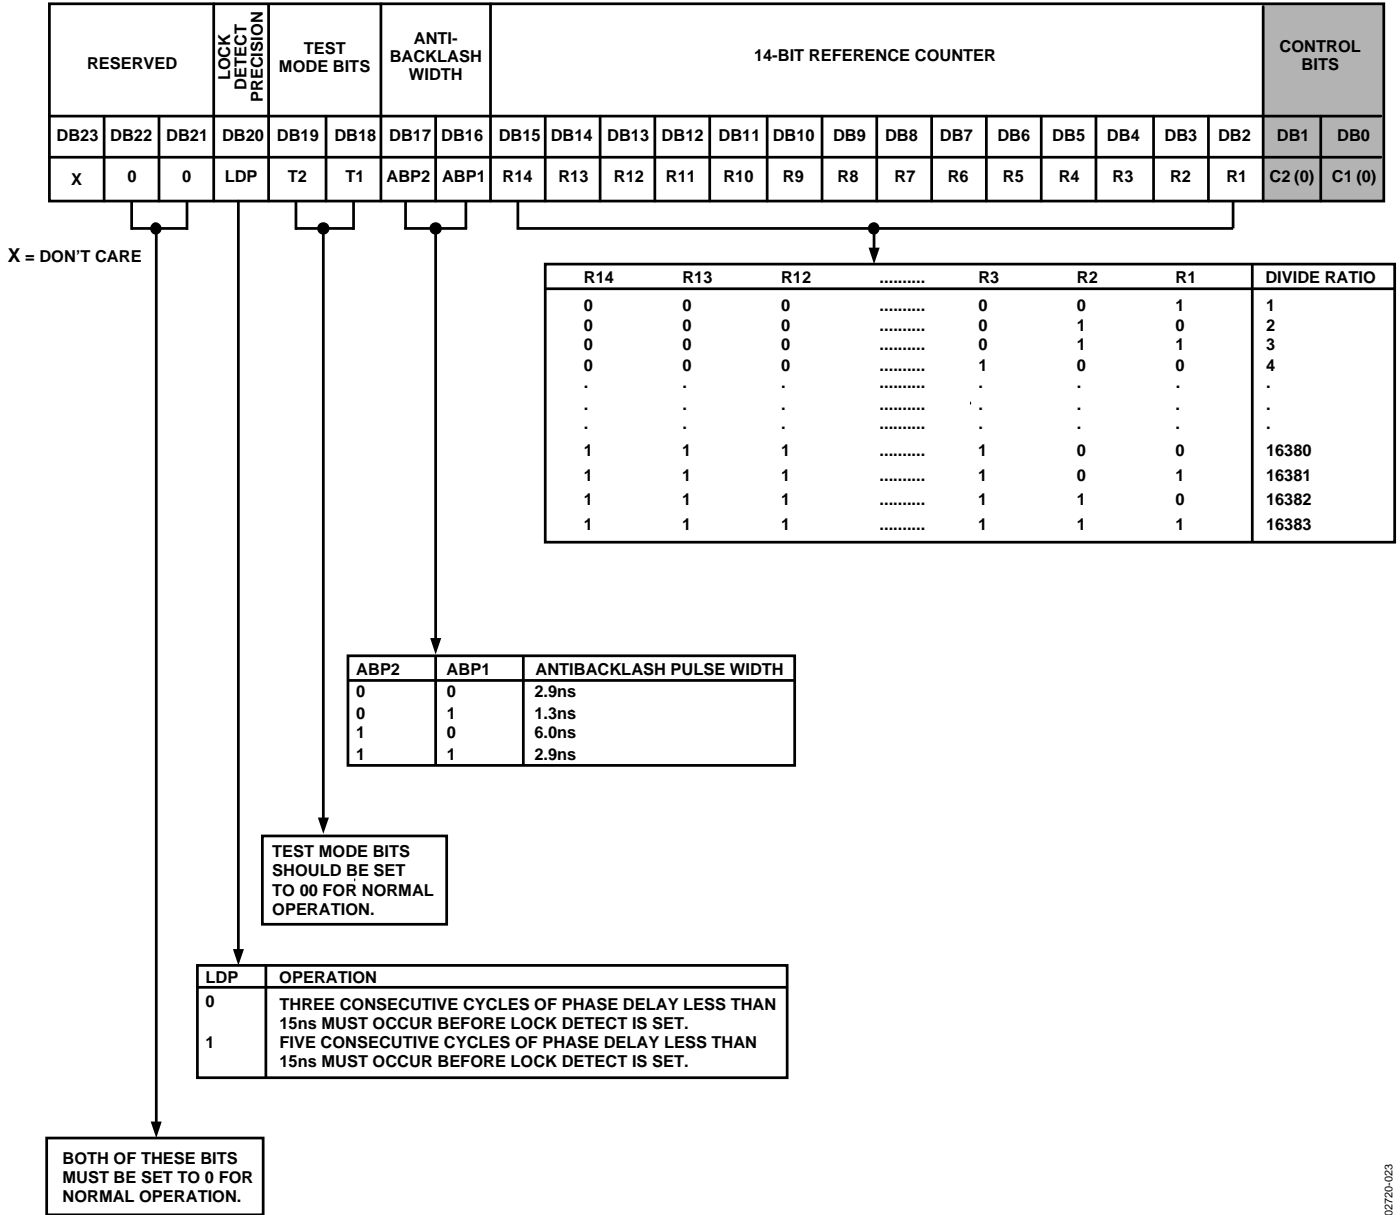 RESERVED
LOCK
DETECT
PRECISION
TEST
MODE BITS
ANTI-
BACKLASH
WIDTH
14-BIT REFERENCE COUNTER
CONTROL
BITS
DB23 DB22 DB21 DB20 DB19 DB18 DB17 DB16 DB15 DB14 DB13 DB12 DB11 DB10 DB9 DB8 DB7 DB6 DB5 DB4 DB3 DB2 DB1 DB0
X 0 0 LDP T2 T1 ABP2 ABP1 R14 R13 R12 R11 R10 R9 R8 R7 R6 R5 R4 R3 R2 R1 C2 (0) C1 (0)
X = DON'T CARE
R14 R13 R12 .......... R3 R2 R1 DIVIDE RATIO
0 0 0 .......... 0 0 1 1
0 0 0 .......... 0 1 0 2
0 0 0 .......... 0 1 1 3
0 0 0 .......... 1 0 0 4
. . . .......... . . . .
. . . .......... . . . .
. . . .......... . . . .
1 1 1 .......... 1 0 0 16380
1 1 1 .......... 1 0 1 16381
1 1 1 .......... 1 1 0 16382
1 1 1 .......... 1 1 1 16383
ABP2 ABP1 ANTIBACKLASH PULSE WIDTH
0 0 2.9ns
0 1 1.3ns
1 0 6.0ns
1 1 2.9ns
TEST MODE BITS
SHOULD BE SET
TO 00 FOR NORMAL
OPERATION.
LDP OPERATION
0 THREE CONSECUTIVE CYCLES OF PHASE DELAY LESS THAN
15ns MUST OCCUR BEFORE LOCK DETECT IS SET.
1 FIVE CONSECUTIVE CYCLES OF PHASE DELAY LESS THAN
15ns MUST OCCUR BEFORE LOCK DETECT IS SET.
BOTH OF THESE BITS
MUST BE SET TO 0 FOR
NORMAL OPERATION.
02720-023